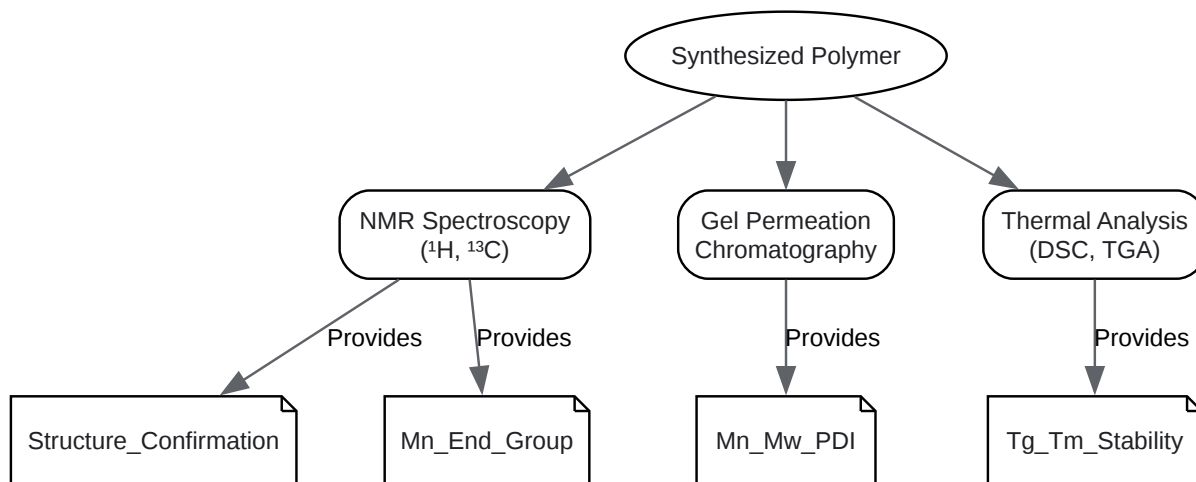 Synthesized Polymer
NMR Spectroscopy
(¹H, ¹³C)
Gel Permeation
Chromatography
Thermal Analysis
(DSC, TGA)
Provides
Provides
Provides
Provides
Structure_Confirmation
Mn_End_Group
Mn_Mw_PDI
Tg_Tm_Stability